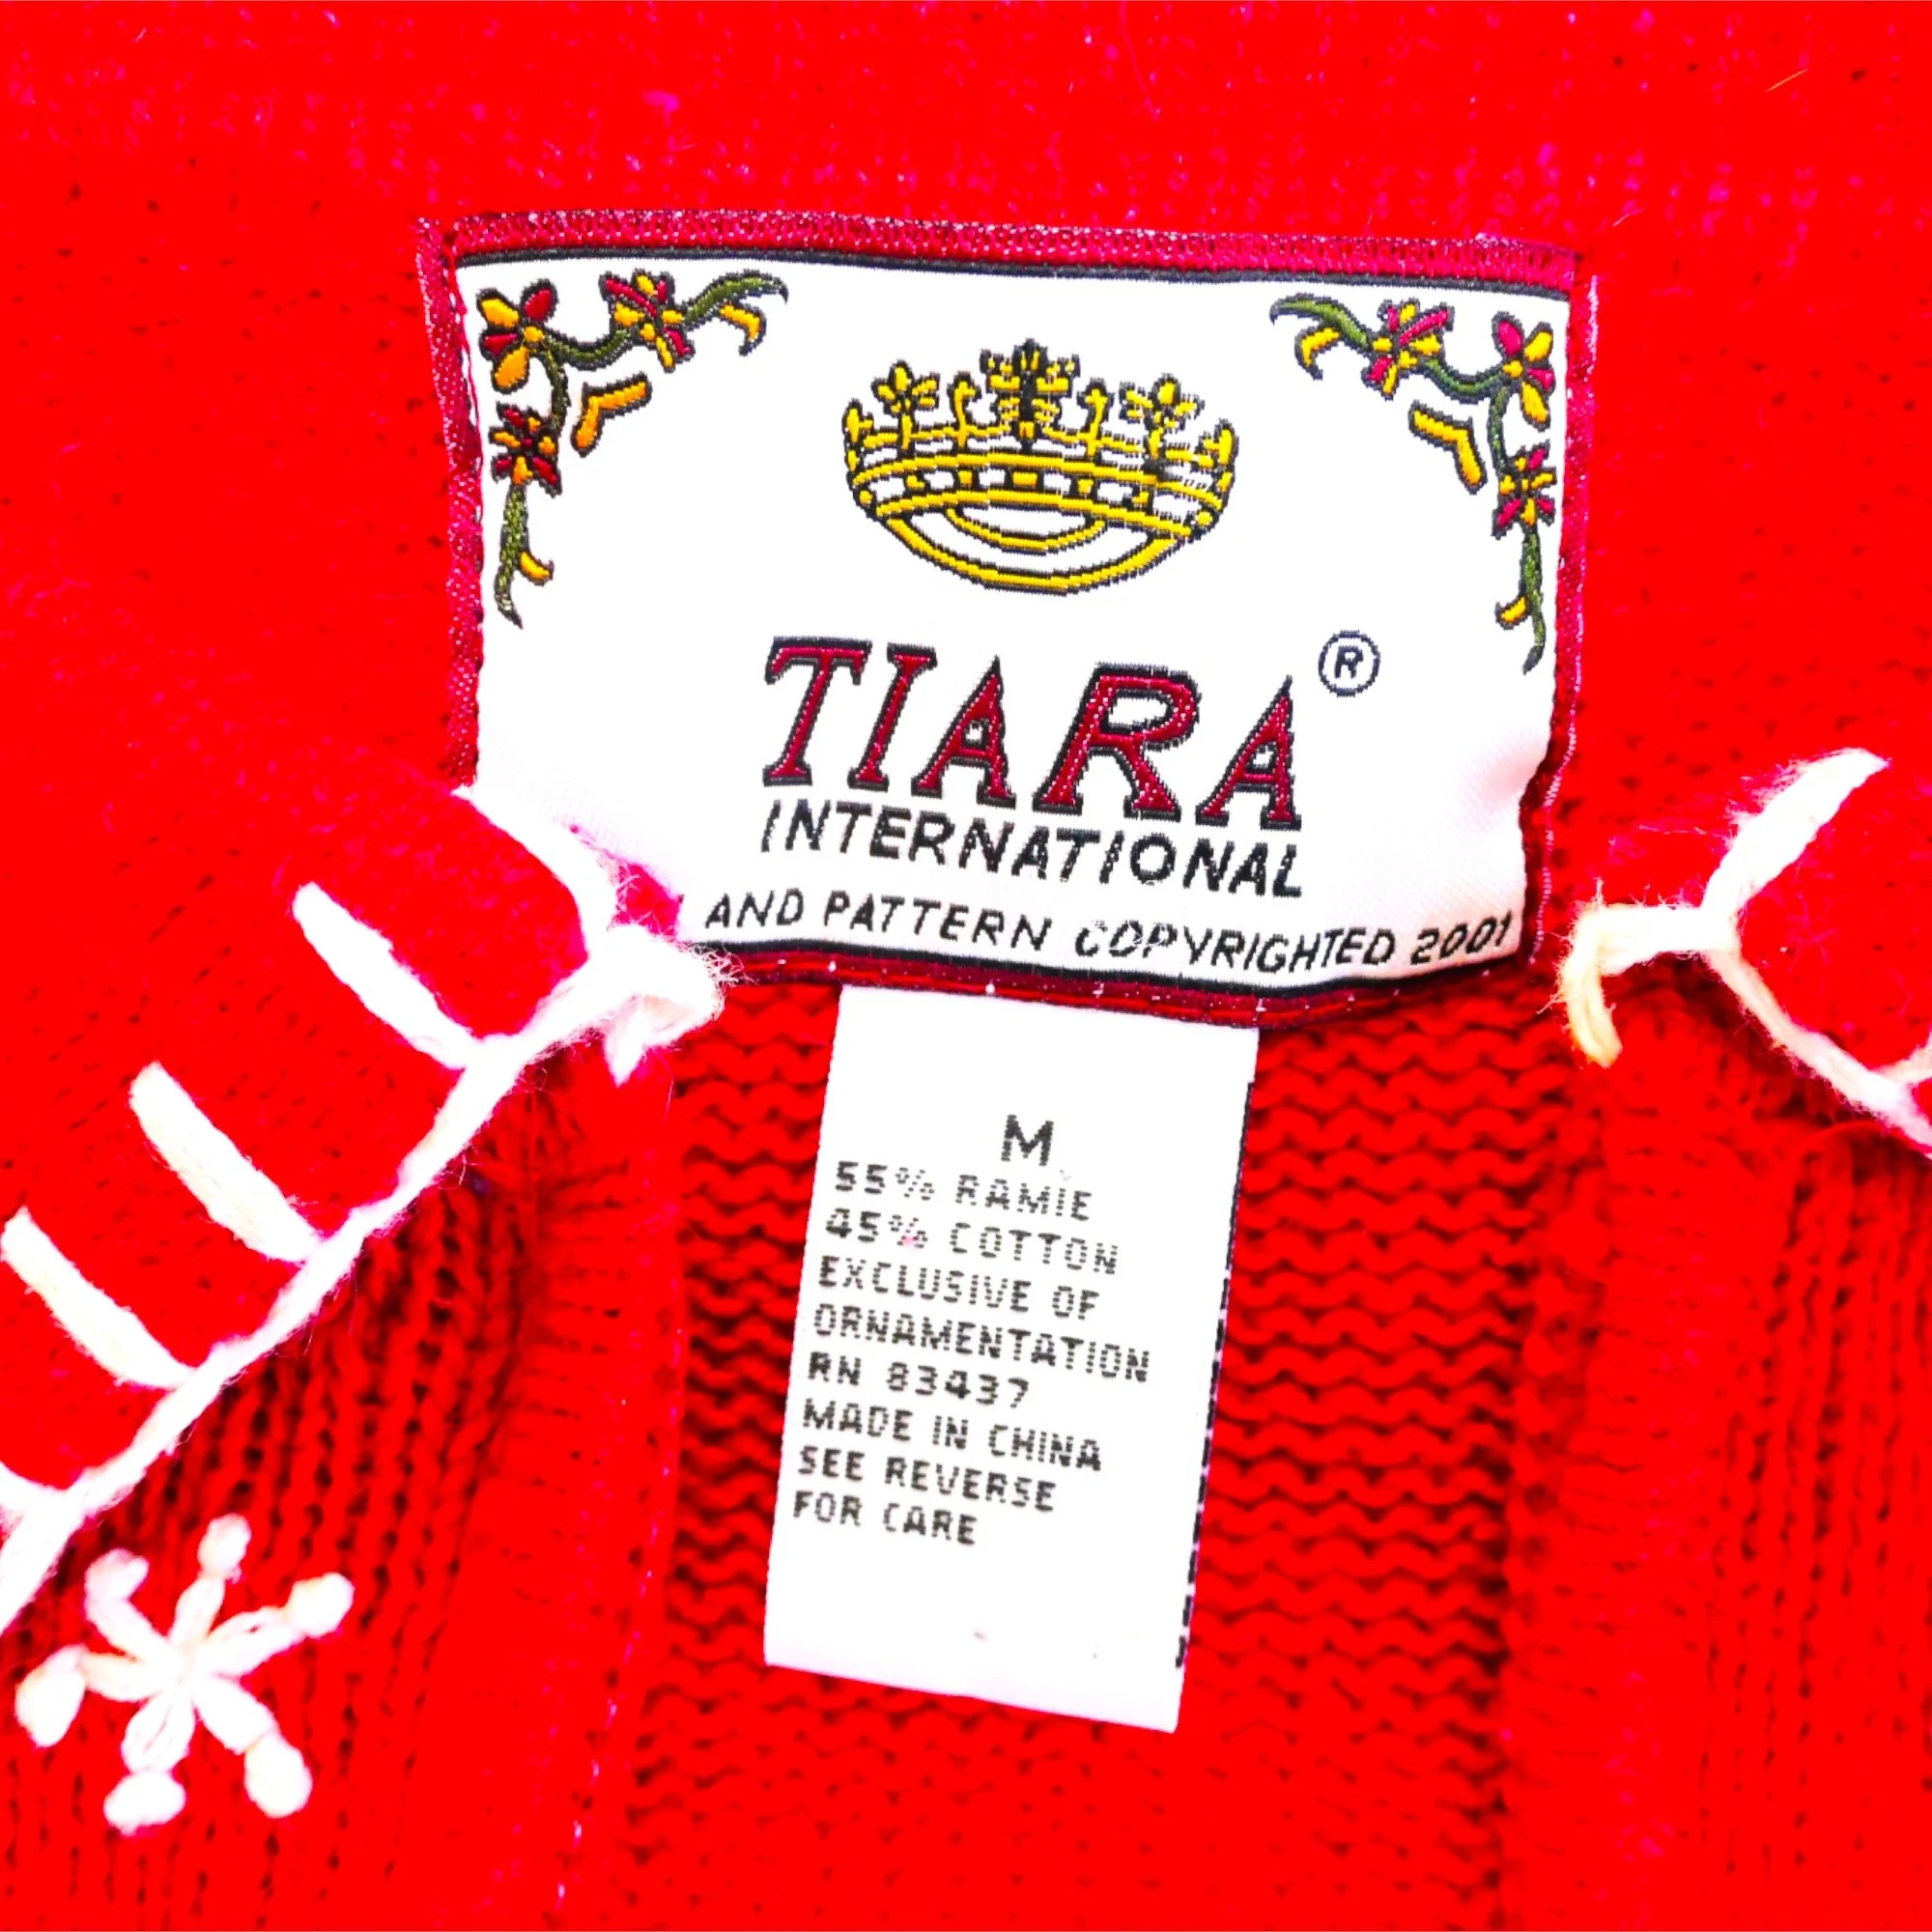 TIARA ®
INTERNATIONAL
AND PATTERN COPYRIGHTED 2001
M
55% RAMIE
45% COTTON
EXCLUSIVE OF
ORNAMENTATION
RN 83437
MADE IN CHINA
SEE REVERSE
FOR CARE